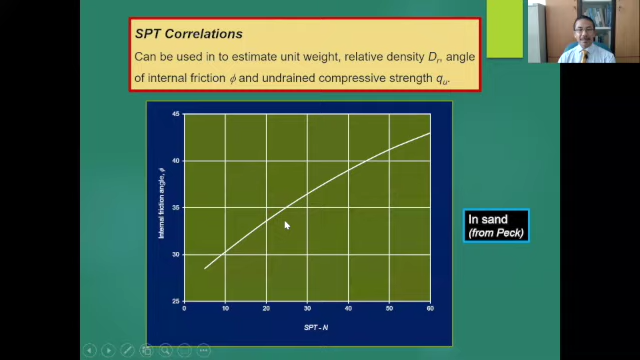 SPT Correlations
Can be used in to estimate unit weight, relative density Dr, angle
of internal friction ϕ and undrained compressive strength qu.
45
40
35
30
25
Internal friction angle, ϕ
0 10 20 30 40 50 60
SPT - N
In sand
(from Peck)